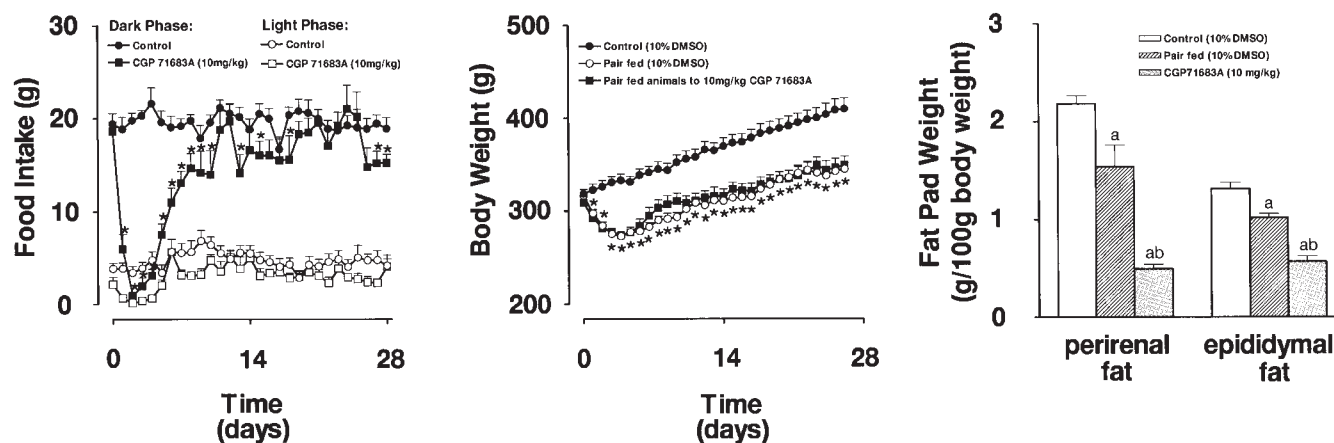 30
20
10
0
Food Intake (g)
Dark Phase:
Control
CGP 71683A (10mg/kg)
Light Phase:
Control
CGP 71683A (10mg/kg)
* * * * * * * * * * * * * * *
0
14
28
Time
(days)
500
400
300
200
Body Weight (g)
Control (10%DMSO)
Pair fed (10%DMSO)
Pair fed animals to 10mg/kg CGP 71683A
0
14
28
Time
(days)
3
2
1
0
Fat Pad Weight
(g/100g body weight)
Control (10%DMSO)
Pair fed (10%DMSO)
CGP71683A (10 mg/kg)
a
ab
a
ab
perirenal
fat
epididymal
fat